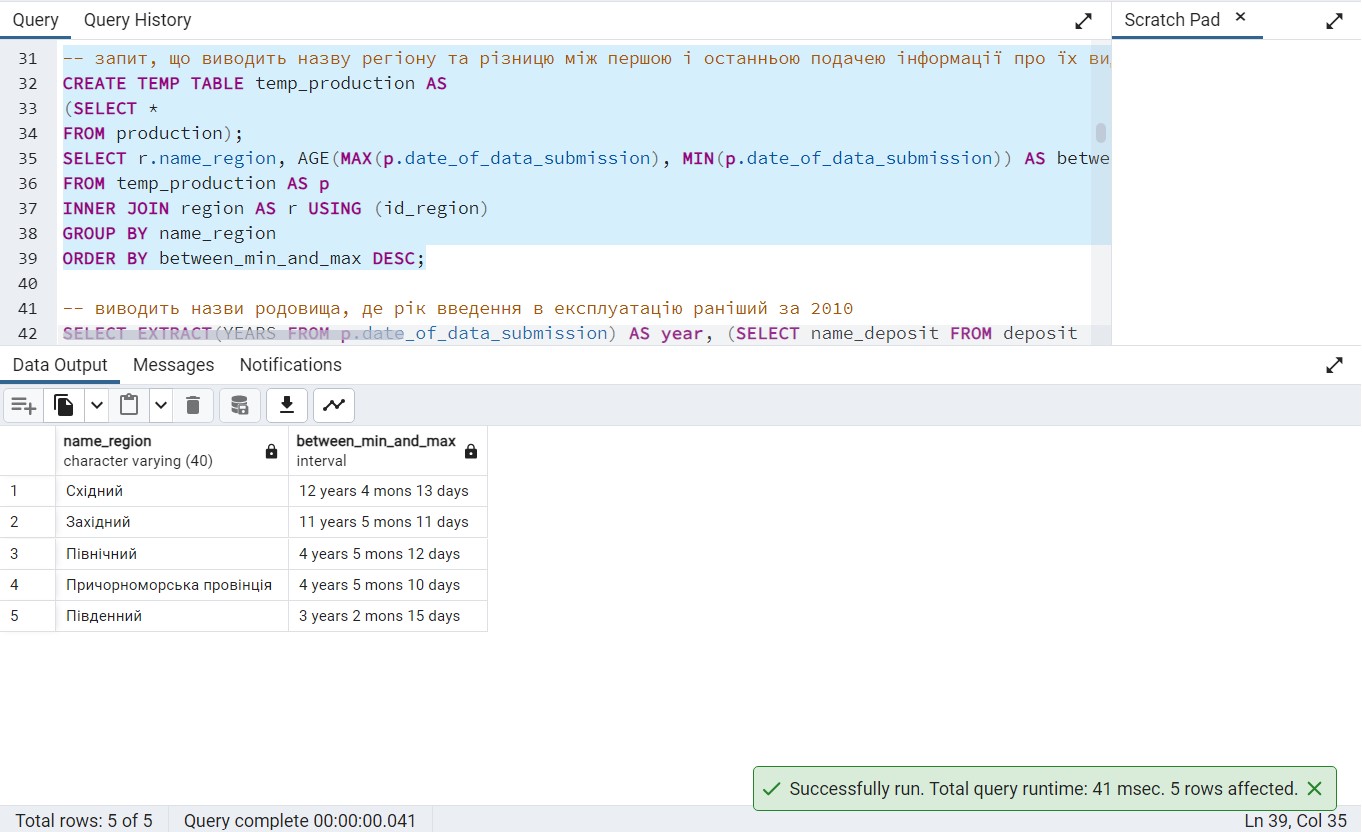 Query Query History
Scratch Pad ×
31 -- запит, що виводить назву регіону та різницю між першою і останньою подачею інформації про їх
32 CREATE TEMP TABLE temp_production AS
33 (SELECT *
34 FROM production);
35 SELECT r.name_region, AGE(MAX(p.date_of_data_submission), MIN(p.date_of_data_submission)) AS betwe
36 FROM temp_production AS p
37 INNER JOIN region AS r USING (id_region)
38 GROUP BY name_region
39 ORDER BY between_min_and_max DESC;
40
41 -- виводить назви родовища, де рік введення в експлуатацію раніший за 2010
42 SELECT EXTRACT(YEARS FROM p.date_of_data_submission) AS year, (SELECT name_deposit FROM deposit
Data Output Messages Notifications
name_region between_min_and_max
character varying (40) interval
1 Східний 12 years 4 mons 13 days
2 Західний 11 years 5 mons 11 days
3 Північний 4 years 5 mons 12 days
4 Причорноморська провінція 4 years 5 mons 10 days
5 Південний 3 years 2 mons 15 days
Successfully run. Total query runtime: 41 msec. 5 rows affected. ×
Total rows: 5 of 5 Query complete 00:00:00.041 Ln 39, Col 35